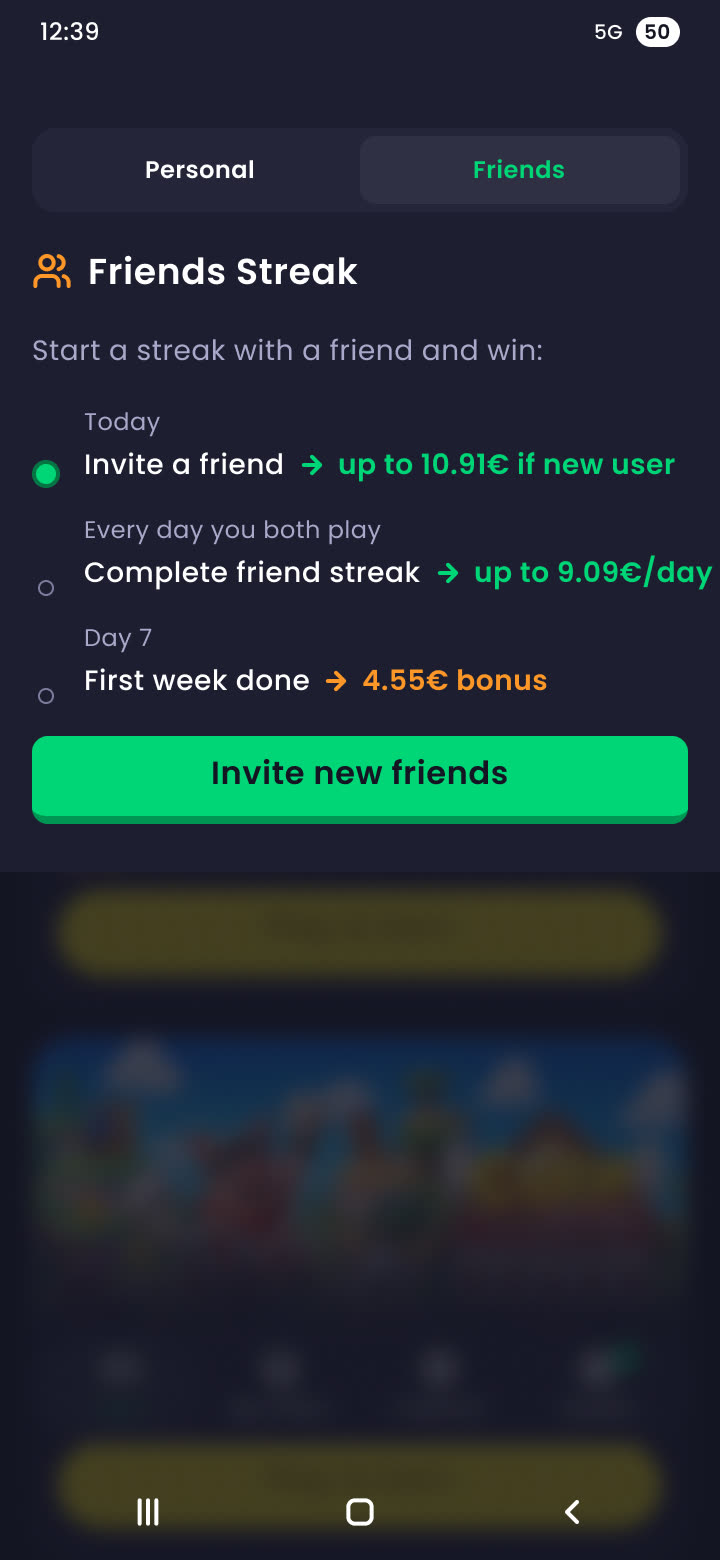 12:39
5G 50
Personal
Friends
Friends Streak
Start a streak with a friend and win:
Today
Invite a friend → up to 10.91€ if new user
Every day you both play
Complete friend streak → up to 9.09€/day
Day 7
First week done → 4.55€ bonus
Invite new friends